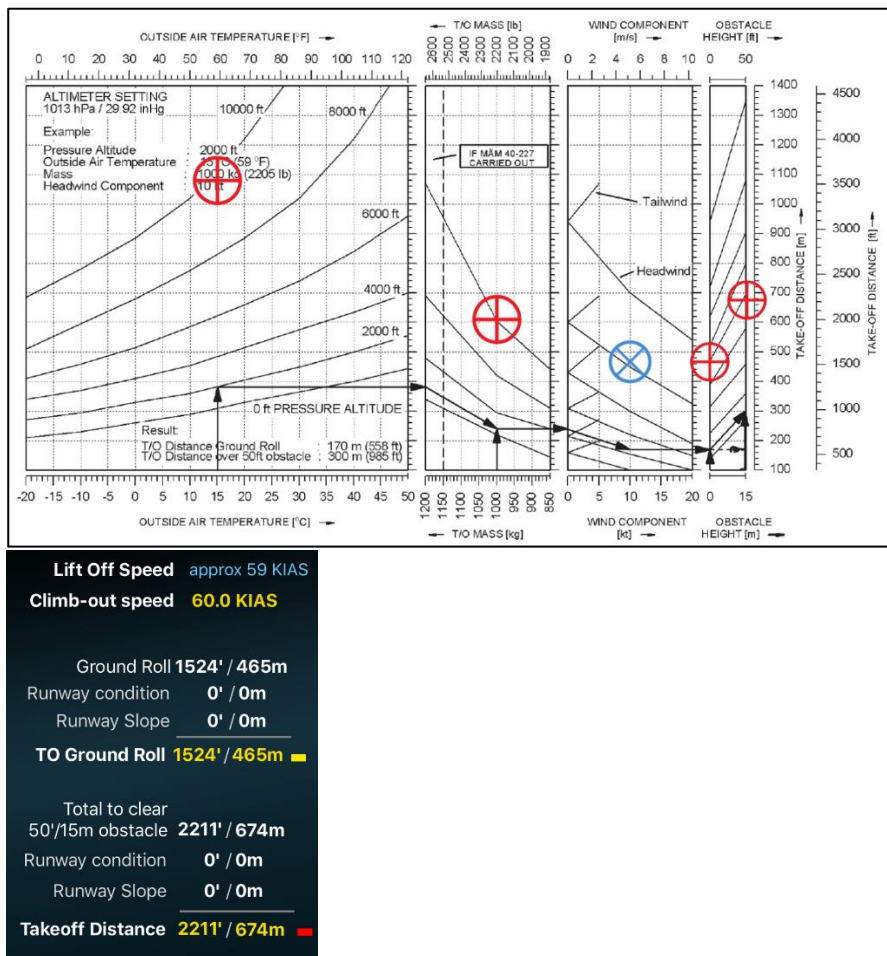 OUTSIDE AIR TEMPERATURE [°F]
T/O MASS [lb]
WIND COMPONENT
[m/s]
OBSTACLE
HEIGHT [ft]
0 10 20 30 40 50 60 70 80 90 100 110 120
2600 2500 2400 2300 2200 2100 2000 1900
0 2 4 6 8 10
0 50
ALTIMETER SETTING
1013 hPa / 29.92 inHg
Example:
Pressure Altitude : 2000 ft
Outside Air Temperature : 15°C (59 °F)
Mass : 1000 kg (2205 lb)
Headwind Component : 10 kt
10000 ft
8000 ft
6000 ft
4000 ft
2000 ft
0 ft PRESSURE ALTITUDE
Result:
T/O Distance Ground Roll : 170 m (558 ft)
T/O Distance over 50ft obstacle : 300 m (985 ft)
IF MÄM 40-227
CARRIED OUT
Tailwind
Headwind
1400
1300
1200
1100
1000
900
800
700
600
500
400
300
200
100
TAKE-OFF DISTANCE [m]
4500
4000
3500
3000
2500
2000
1500
1000
500
TAKE-OFF DISTANCE [ft]
-20 -15 -10 -5 0 5 10 15 20 25 30 35 40 45 50
1200 1150 1100 1050 1000 950 900 850
0 5 10 15 20
0 15
OUTSIDE AIR TEMPERATURE [°C]
T/O MASS [kg]
WIND COMPONENT
[kt]
OBSTACLE
HEIGHT [m]
Lift Off Speed approx 59 KIAS
Climb-out speed 60.0 KIAS
Ground Roll 1524' / 465m
Runway condition 0' / 0m
Runway Slope 0' / 0m
TO Ground Roll 1524' / 465m
Total to clear
50'/15m obstacle 2211' / 674m
Runway condition 0' / 0m
Runway Slope 0' / 0m
Takeoff Distance 2211' / 674m